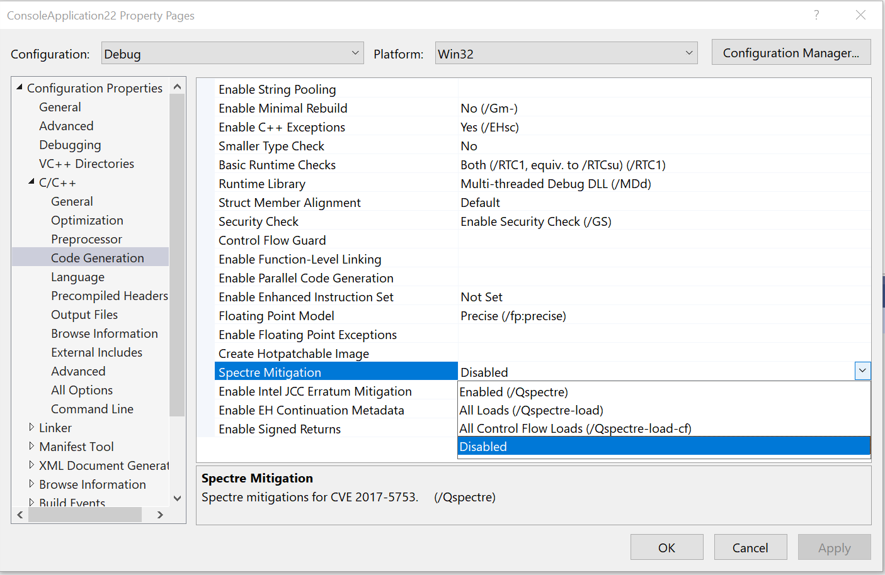 ConsoleApplication22 Property Pages ?
Configuration: Debug Platform: Win32 Configuration Manager...
Configuration Properties
General
Advanced
Debugging
VC++ Directories
C/C++
General
Optimization
Preprocessor
Code Generation
Language
Precompiled Headers
Output Files
Browse Information
External Includes
Advanced
All Options
Command Line
Linker
Manifest Tool
XML Document Generat
Browse Information
Build Events
Enable String Pooling
Enable Minimal Rebuild No (/Gm-)
Enable C++ Exceptions Yes (/EHsc)
Smaller Type Check No
Basic Runtime Checks Both (/RTC1, equiv. to /RTCsu) (/RTC1)
Runtime Library Multi-threaded Debug DLL (/MDd)
Struct Member Alignment Default
Security Check Enable Security Check (/GS)
Control Flow Guard
Enable Function-Level Linking
Enable Parallel Code Generation
Enable Enhanced Instruction Set Not Set
Floating Point Model Precise (/fp:precise)
Enable Floating Point Exceptions
Create Hotpatchable Image
Spectre Mitigation Disabled
Enable Intel JCC Erratum Mitigation Enabled (/Qspectre)
Enable EH Continuation Metadata All Loads (/Qspectre-load)
Enable Signed Returns All Control Flow Loads (/Qspectre-load-cf)
Disabled
Spectre Mitigation
Spectre mitigations for CVE 2017-5753. (/Qspectre)
OK Cancel Apply